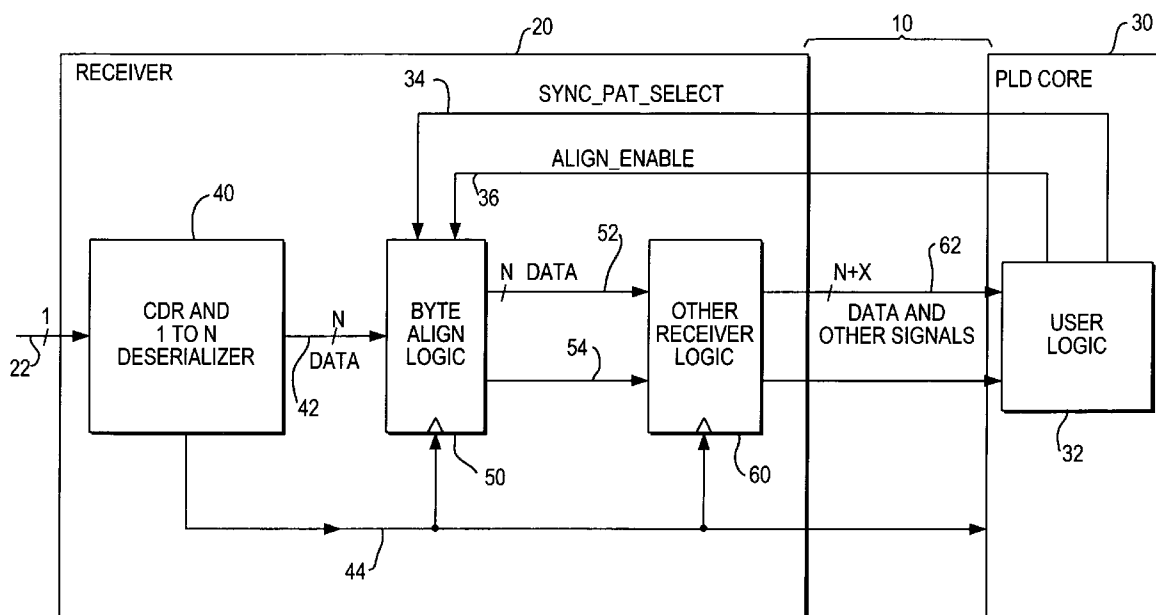 20
10
30
RECEIVER
PLD CORE
34
SYNC_PAT_SELECT
ALIGN_ENABLE
36
40
52
62
N DATA
N+X
1
22
CDR AND
1 TO N
DESERIALIZER
N
DATA
42
BYTE
ALIGN
LOGIC
54
OTHER
RECEIVER
LOGIC
DATA AND
OTHER SIGNALS
USER
LOGIC
50
60
32
44